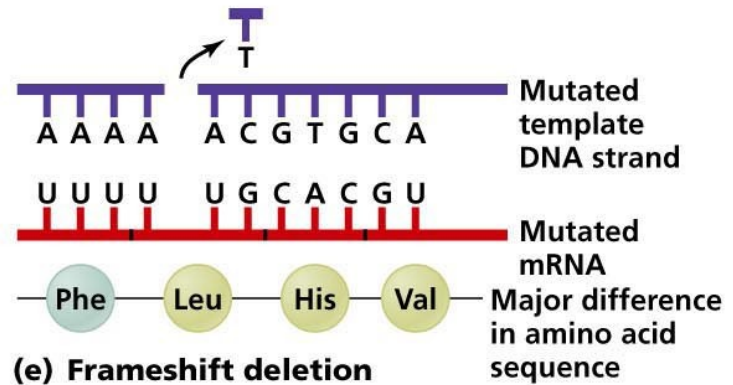 T
A A A A A C G T G C A
Mutated
template
DNA strand
U U U U U G C A C G U
Mutated
mRNA
Phe Leu His Val
Major difference
in amino acid
sequence
(e) Frameshift deletion